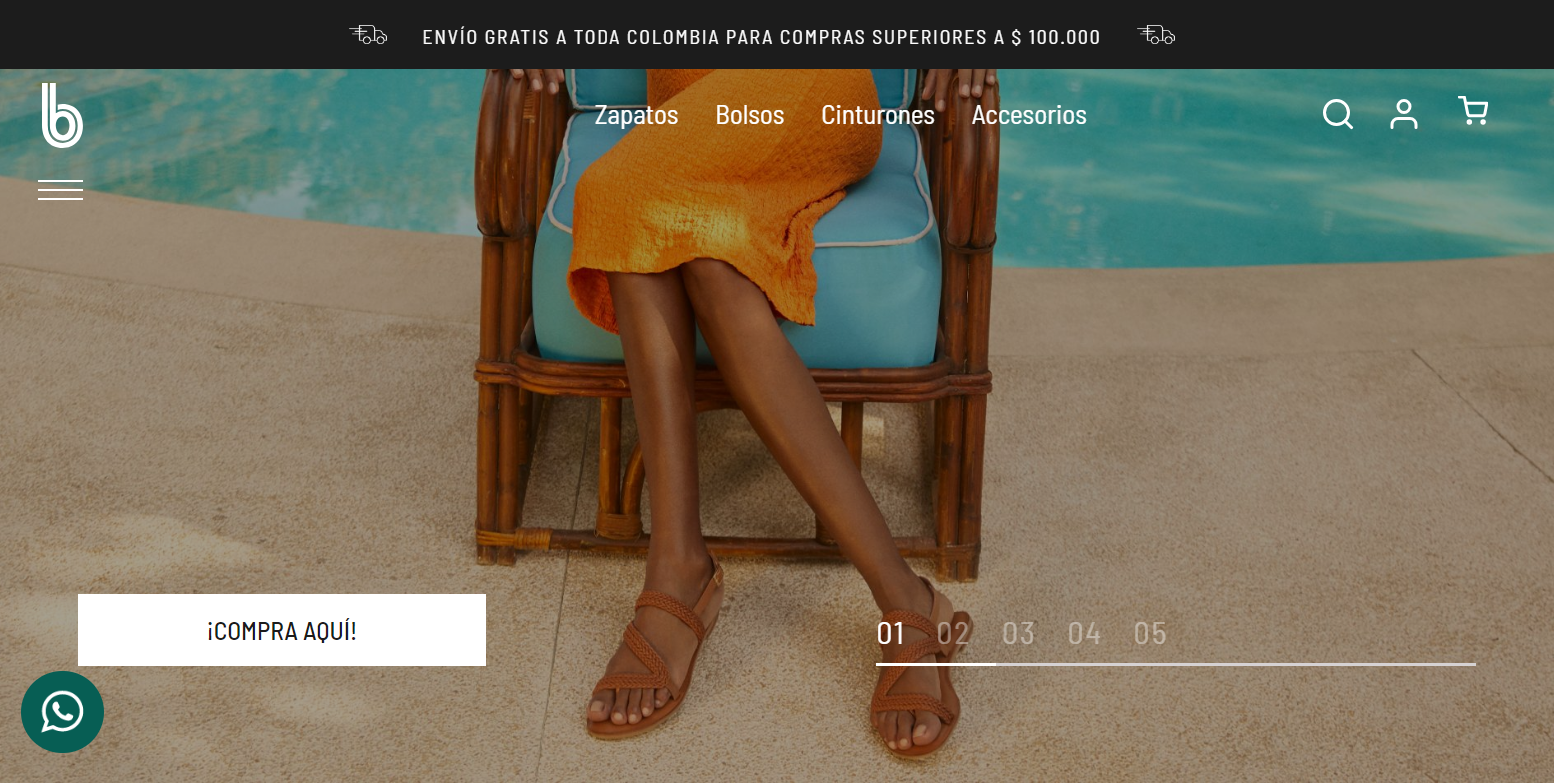 ENVÍO GRATIS A TODA COLOMBIA PARA COMPRAS SUPERIORES A $ 100.000
b
Zapatos Bolsos Cinturones Accesorios
¡COMPRA AQUÍ!
01 02 03 04 05